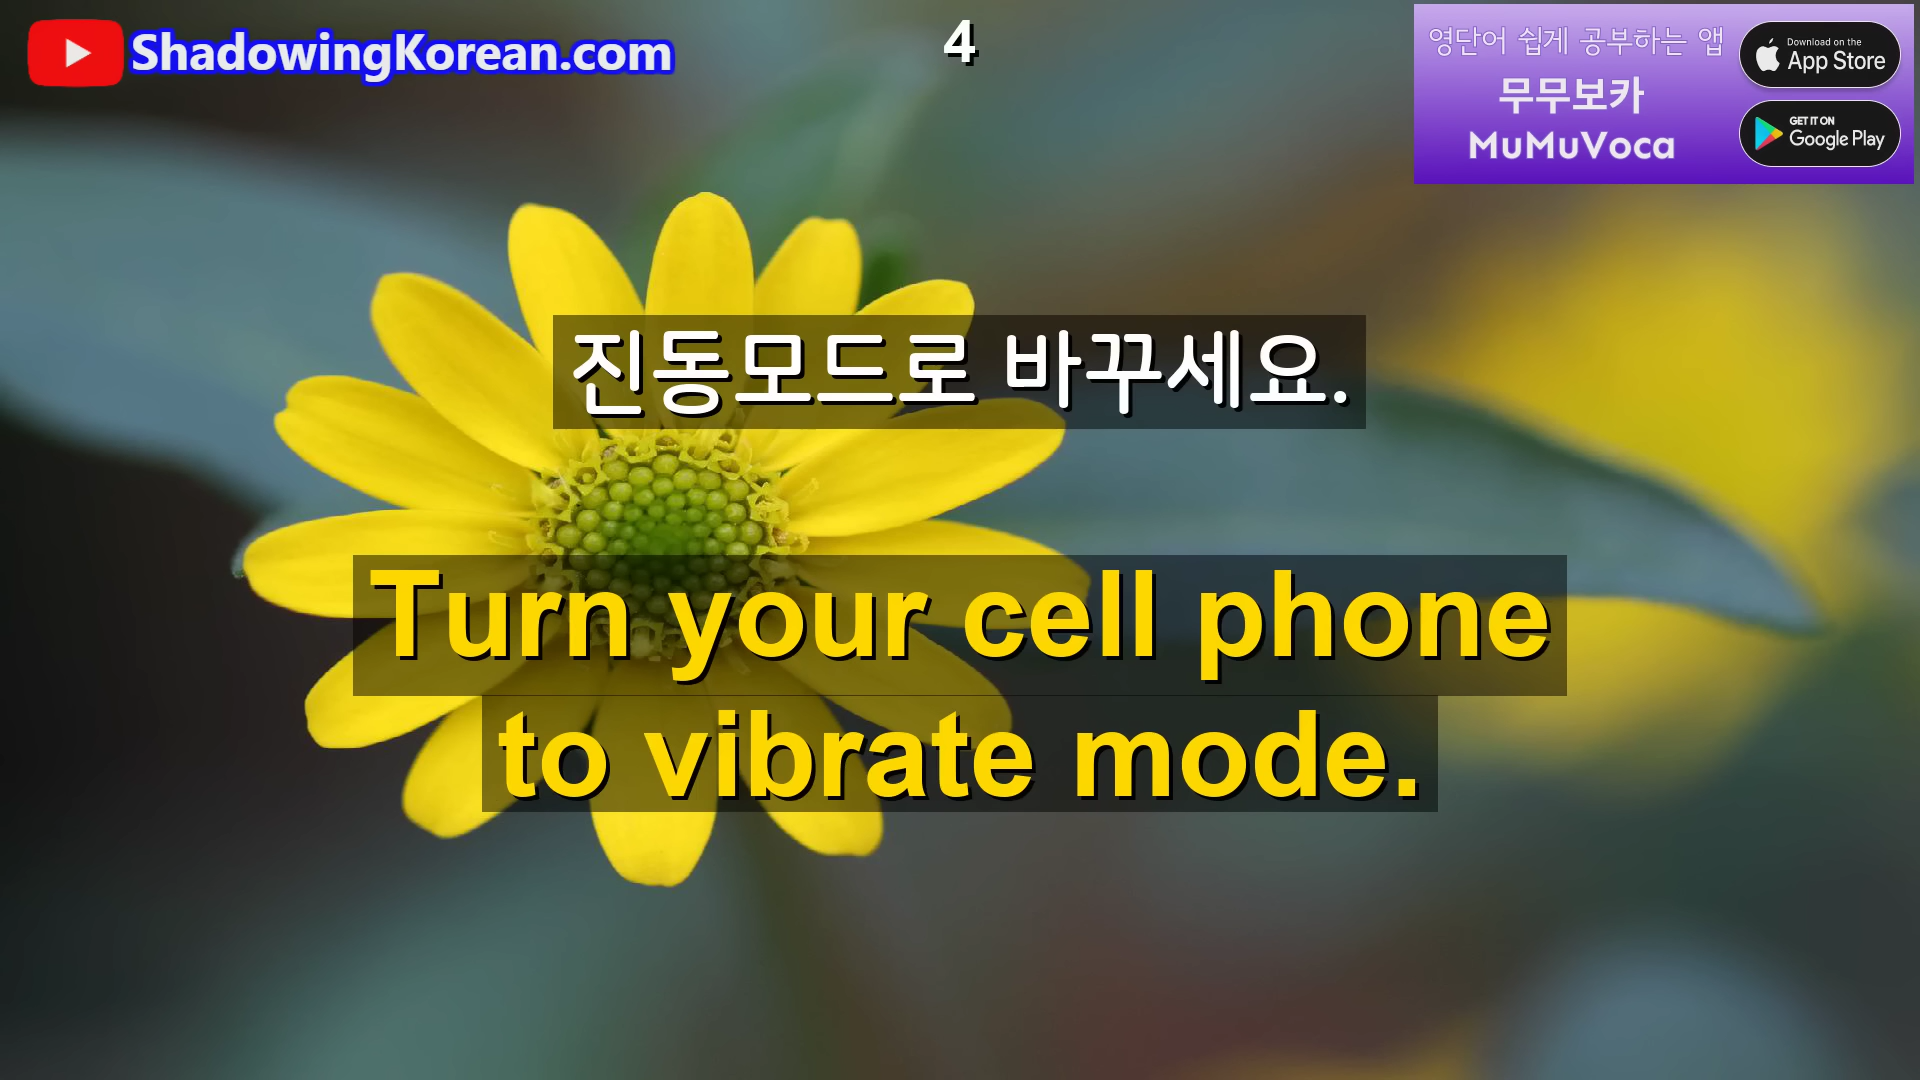 ShadowingKorean.com
4
영단어 쉽게 공부하는 앱
무무보카
MuMuVoca
Download on the
App Store
GET IT ON
Google Play
진동모드로 바꾸세요.
Turn your cell phone
to vibrate mode.